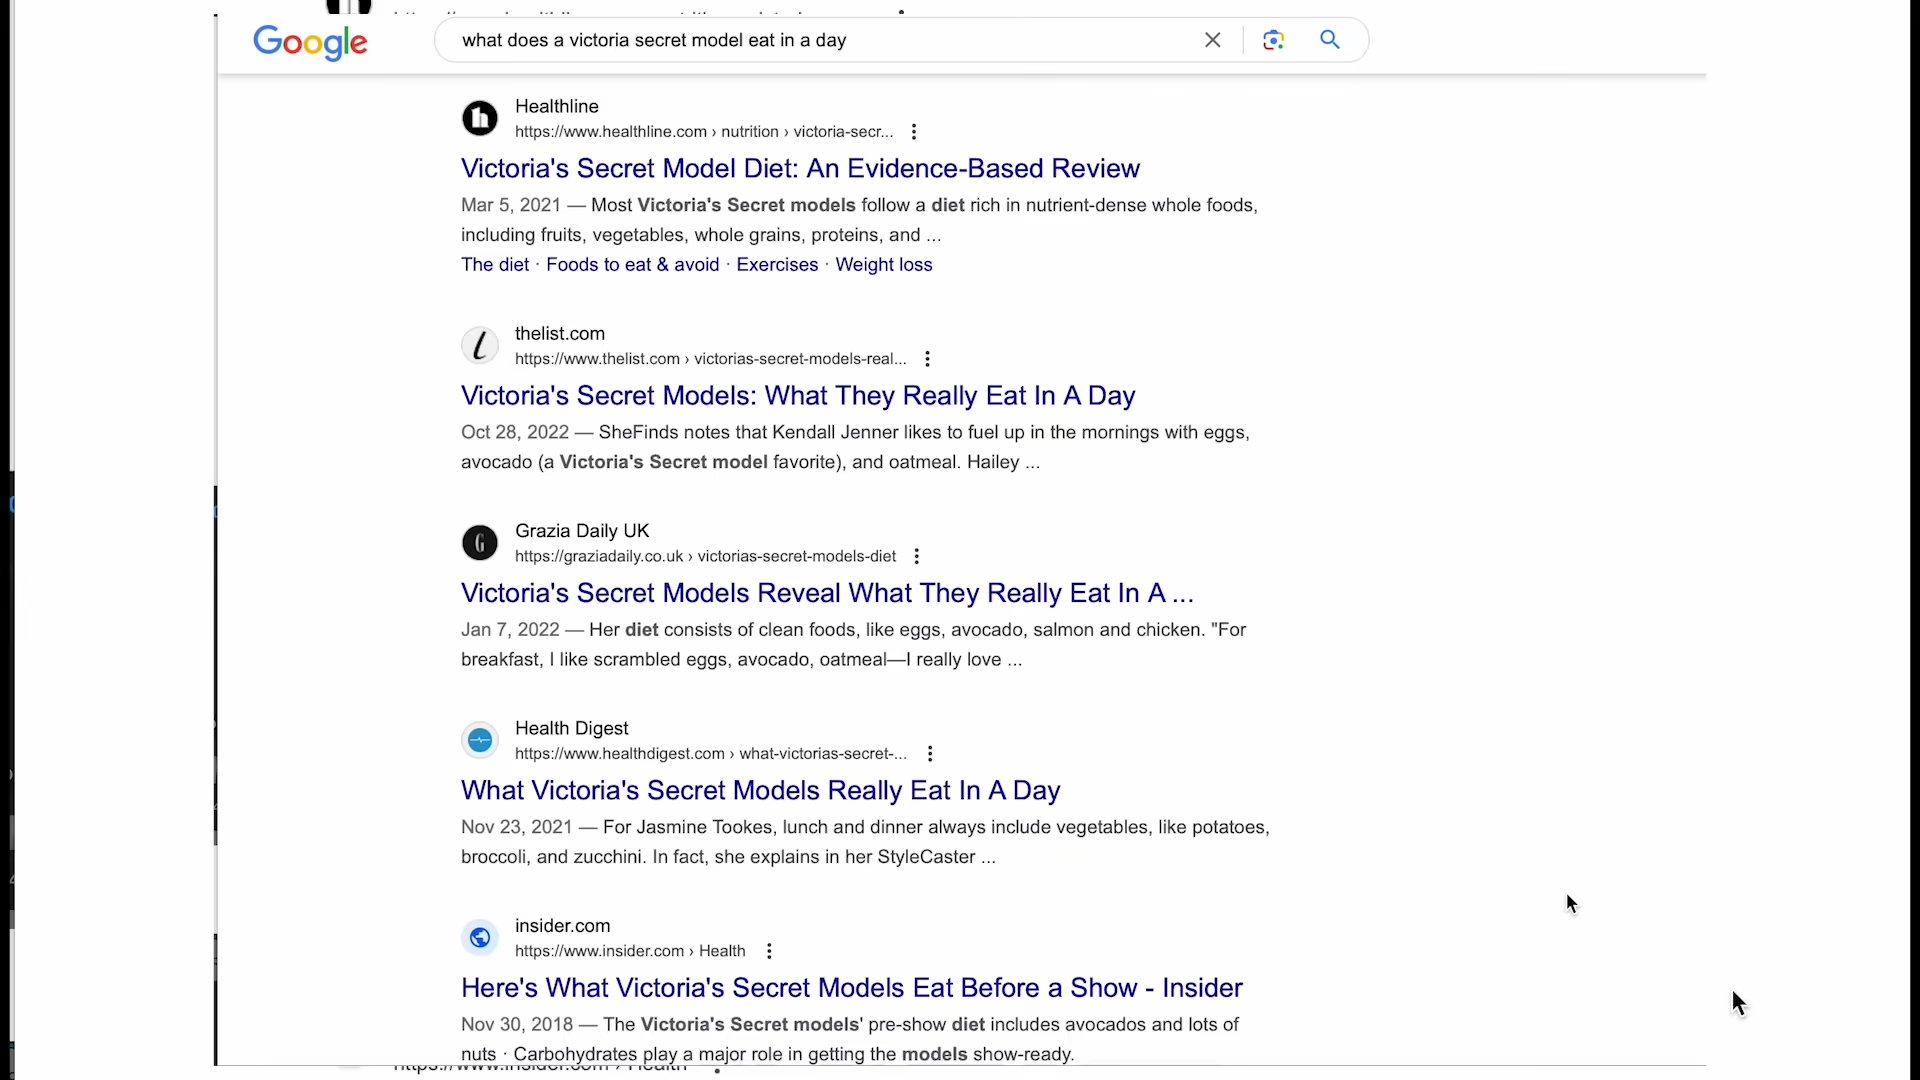 Google
what does a victoria secret model eat in a day
Healthline
https://www.healthline.com › nutrition › victoria-secr...
Victoria's Secret Model Diet: An Evidence-Based Review
Mar 5, 2021 — Most Victoria's Secret models follow a diet rich in nutrient-dense whole foods,
including fruits, vegetables, whole grains, proteins, and ...
The diet · Foods to eat & avoid · Exercises · Weight loss
thelist.com
https://www.thelist.com › victorias-secret-models-real...
Victoria's Secret Models: What They Really Eat In A Day
Oct 28, 2022 — SheFinds notes that Kendall Jenner likes to fuel up in the mornings with eggs,
avocado (a Victoria's Secret model favorite), and oatmeal. Hailey ...
Grazia Daily UK
https://graziadaily.co.uk › victorias-secret-models-diet
Victoria's Secret Models Reveal What They Really Eat In A ...
Jan 7, 2022 — Her diet consists of clean foods, like eggs, avocado, salmon and chicken. "For
breakfast, I like scrambled eggs, avocado, oatmeal—I really love ...
Health Digest
https://www.healthdigest.com › what-victorias-secret-...
What Victoria's Secret Models Really Eat In A Day
Nov 23, 2021 — For Jasmine Tookes, lunch and dinner always include vegetables, like potatoes,
broccoli, and zucchini. In fact, she explains in her StyleCaster ...
insider.com
https://www.insider.com › Health
Here's What Victoria's Secret Models Eat Before a Show - Insider
Nov 30, 2018 — The Victoria's Secret models' pre-show diet includes avocados and lots of
nuts · Carbohydrates play a major role in getting the models show-ready.
https://www.insider.com › Health